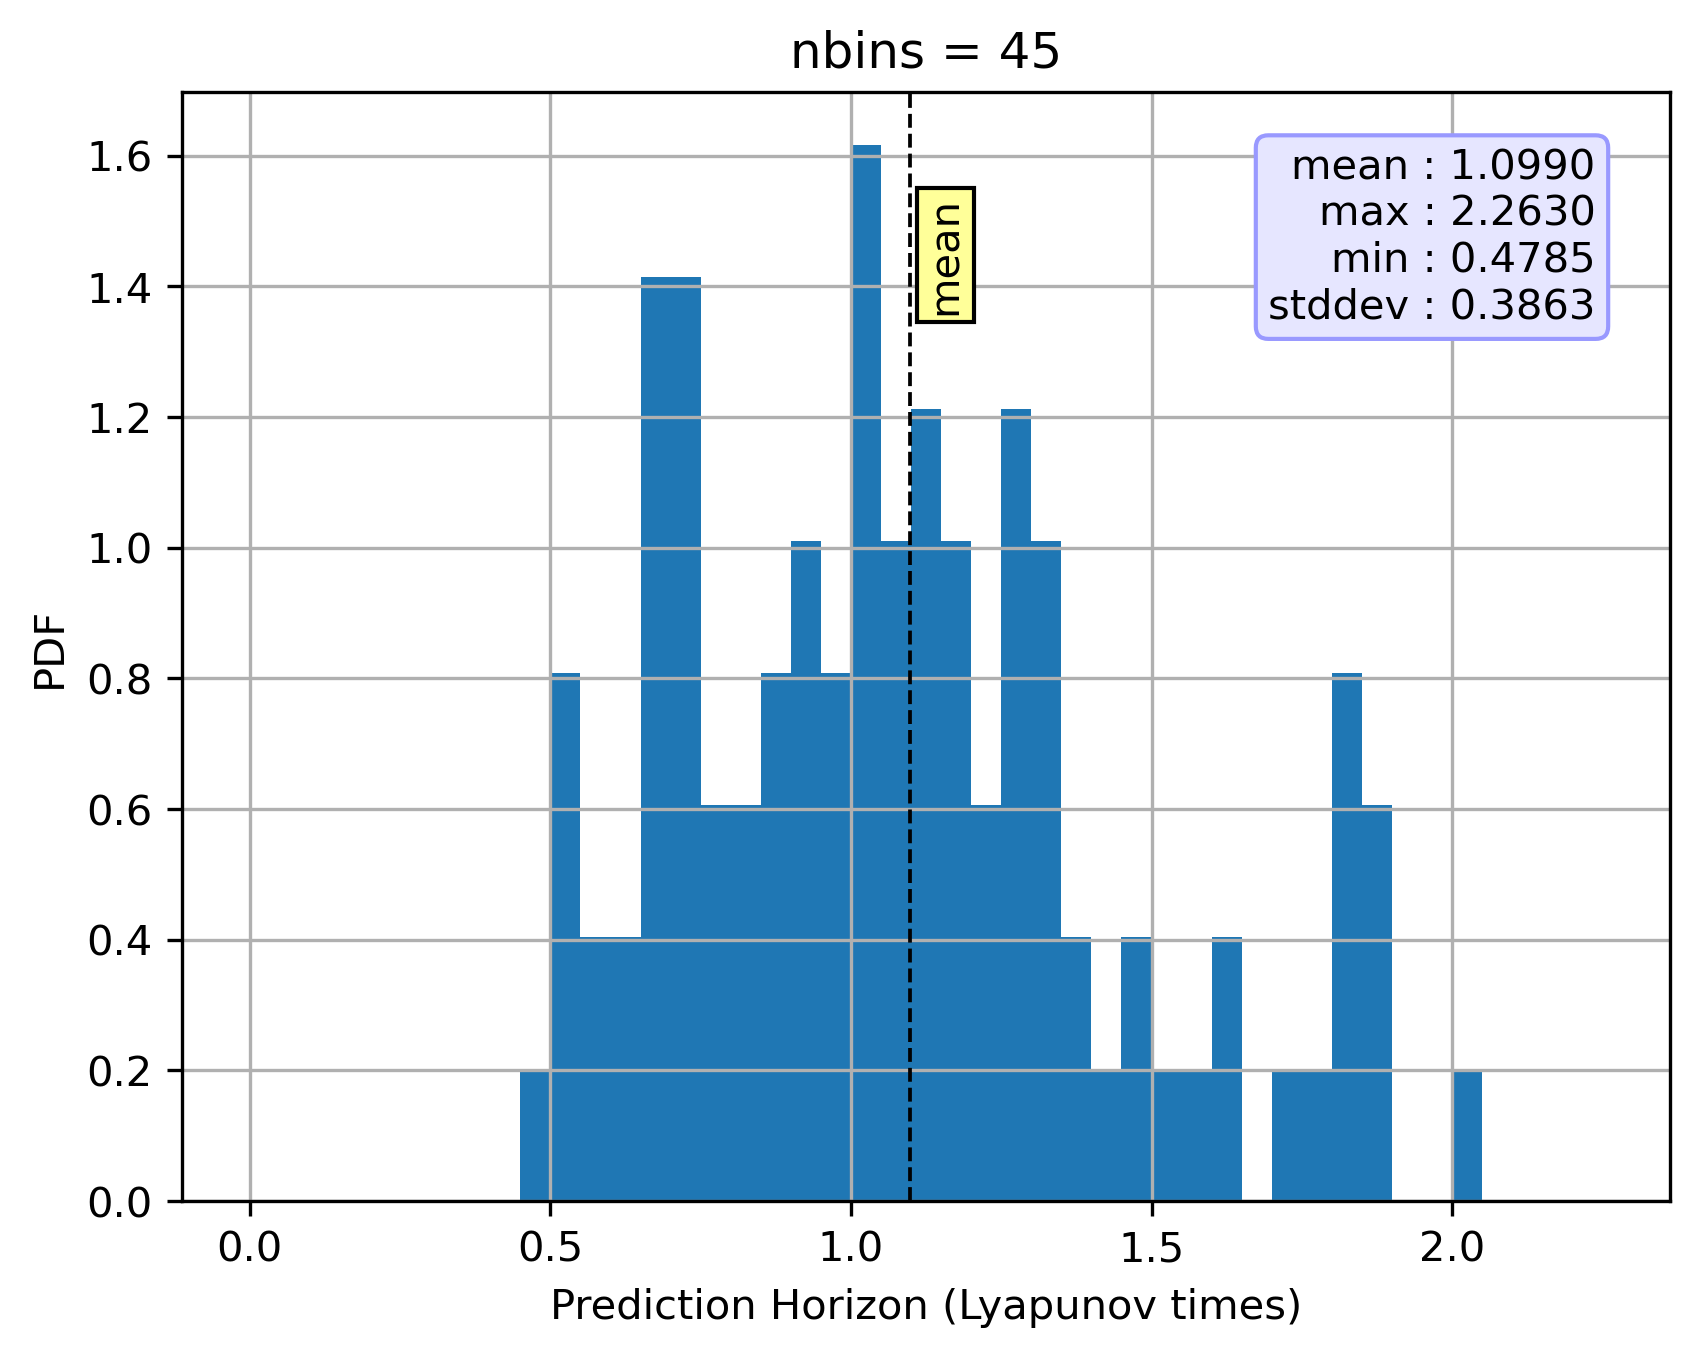 nbins = 45
mean : 1.0990
max : 2.2630
min : 0.4785
stddev : 0.3863
mean
PDF
1.6
1.4
1.2
1.0
0.8
0.6
0.4
0.2
0.0
0.0 0.5 1.0 1.5 2.0
Prediction Horizon (Lyapunov times)